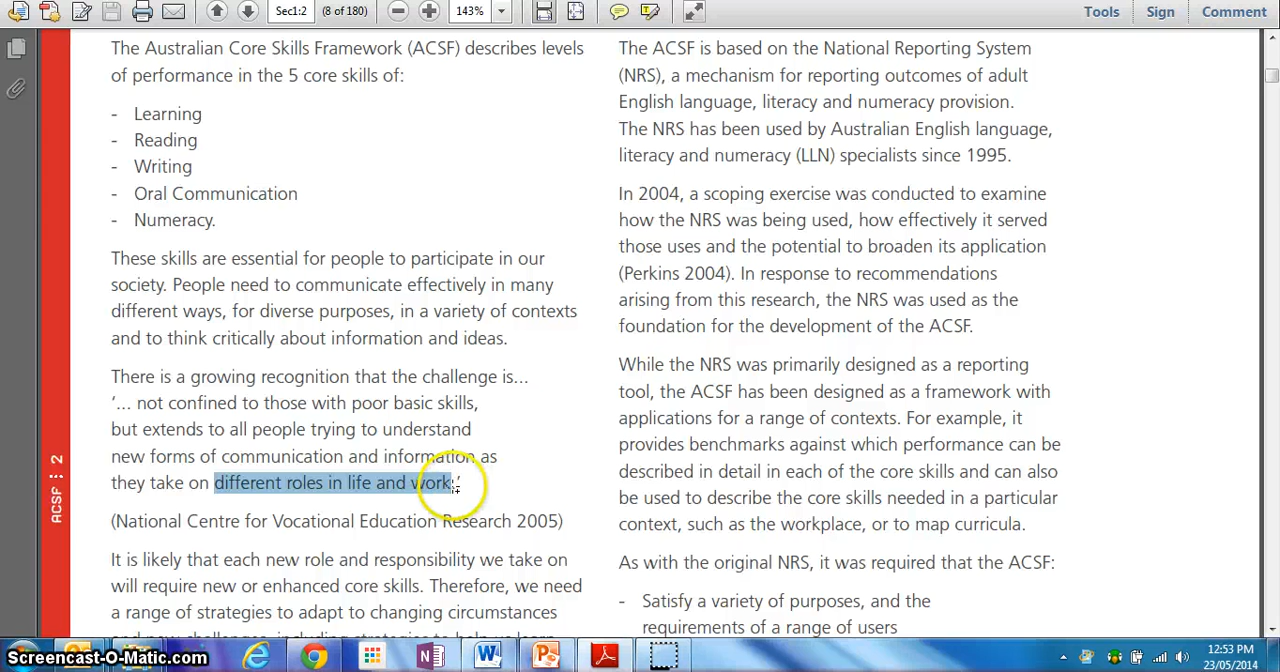 Sec1:2
(8 of 180)
143%
Tools
Sign
Comment
The Australian Core Skills Framework (ACSF) describes levels
of performance in the 5 core skills of:
- Learning
- Reading
- Writing
- Oral Communication
- Numeracy.
These skills are essential for people to participate in our
society. People need to communicate effectively in many
different ways, for diverse purposes, in a variety of contexts
and to think critically about information and ideas.
There is a growing recognition that the challenge is...
‘... not confined to those with poor basic skills,
but extends to all people trying to understand
new forms of communication and information as
they take on different roles in life and work.’
(National Centre for Vocational Education Research 2005)
It is likely that each new role and responsibility we take on
will require new or enhanced core skills. Therefore, we need
a range of strategies to adapt to changing circumstances
and new challenges, including strategies to help us learn
The ACSF is based on the National Reporting System
(NRS), a mechanism for reporting outcomes of adult
English language, literacy and numeracy provision.
The NRS has been used by Australian English language,
literacy and numeracy (LLN) specialists since 1995.
In 2004, a scoping exercise was conducted to examine
how the NRS was being used, how effectively it served
those uses and the potential to broaden its application
(Perkins 2004). In response to recommendations
arising from this research, the NRS was used as the
foundation for the development of the ACSF.
While the NRS was primarily designed as a reporting
tool, the ACSF has been designed as a framework with
applications for a range of contexts. For example, it
provides benchmarks against which performance can be
described in detail in each of the core skills and can also
be used to describe the core skills needed in a particular
context, such as the workplace, or to map curricula.
As with the original NRS, it was required that the ACSF:
- Satisfy a variety of purposes, and the
requirements of a range of users
ACSF 2
Screencast-O-Matic.com
12:53 PM
23/05/2014